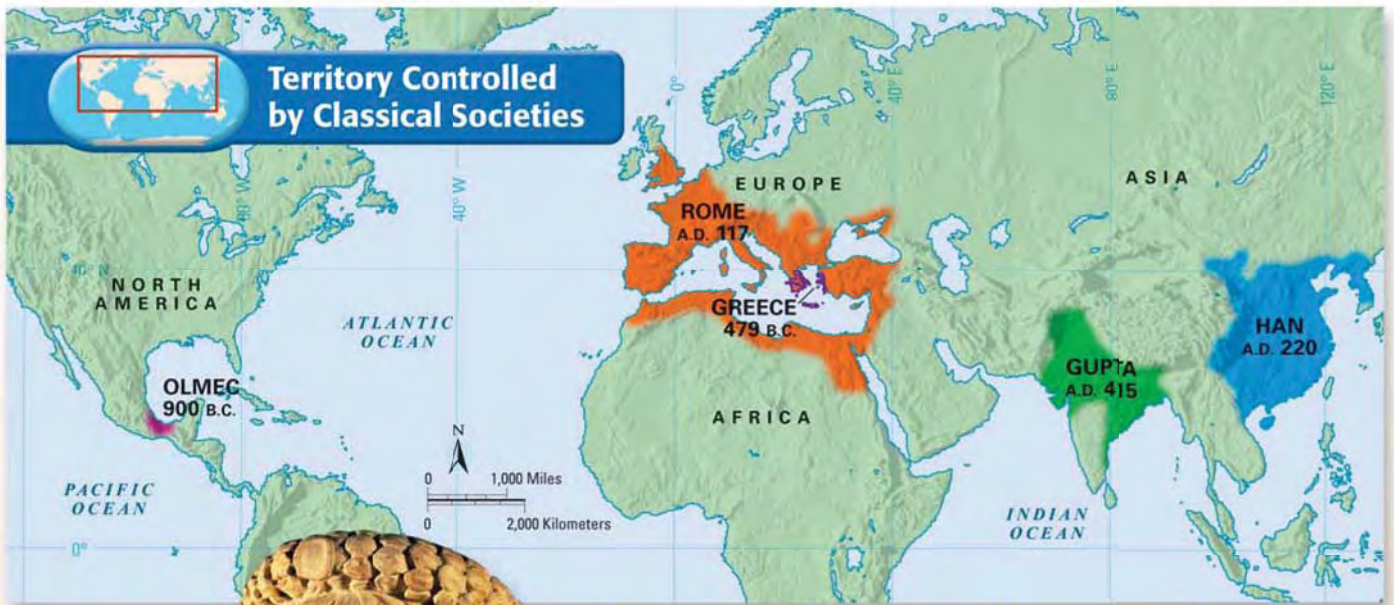 Territory Controlled
by Classical Societies
0°
40° E
80° E
120° E
80° W
40° W
EUROPE
ASIA
ROME
A.D. 117
40° N
NORTH
AMERICA
GREECE
479 B.C.
ATLANTIC
OCEAN
HAN
A.D. 220
GUPTA
A.D. 415
OLMEC
900 B.C.
AFRICA
N
0 1,000 Miles
0 2,000 Kilometers
PACIFIC
OCEAN
INDIAN
OCEAN
0°